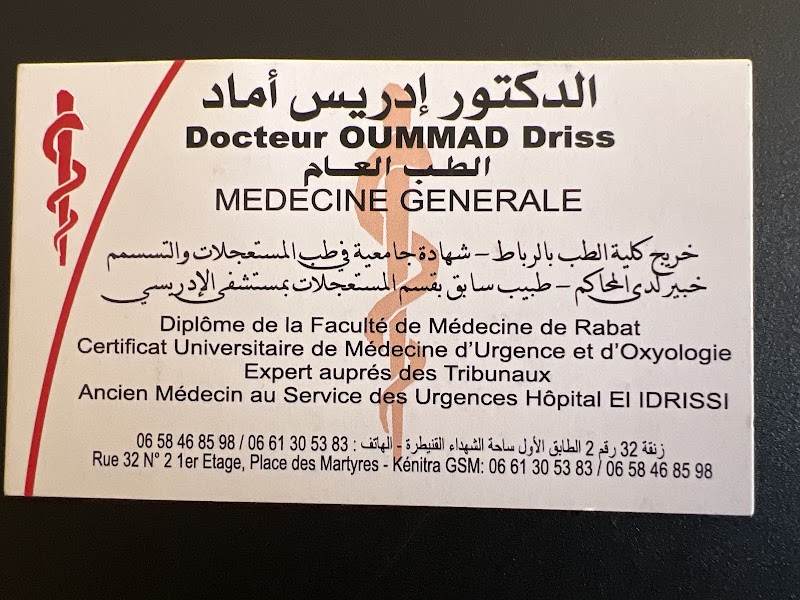 الدكتور إدريس أماد
Docteur OUMMAD Driss
الطب العام
MEDECINE GENERALE
خريج كلية الطب بالرباط - شهادة جامعية في طب المستعجلات والتسمم
خبير لدى المحاكم - طبيب سابق بقسم المستعجلات بمستشفى الإدريسي
Diplôme de la Faculté de Médecine de Rabat
Certificat Universitaire de Médecine d'Urgence et d'Oxyologie
Expert auprés des Tribunaux
Ancien Médecin au Service des Urgences Hôpital El IDRISSI
زنقة 32 رقم 2 الطابق الأول ساحة الشهداء القنيطرة - الهاتف : 06 61 30 53 83 / 06 58 46 85 98
Rue 32 N° 2 1er Etage, Place des Martyres - Kénitra GSM: 06 61 30 53 83 / 06 58 46 85 98